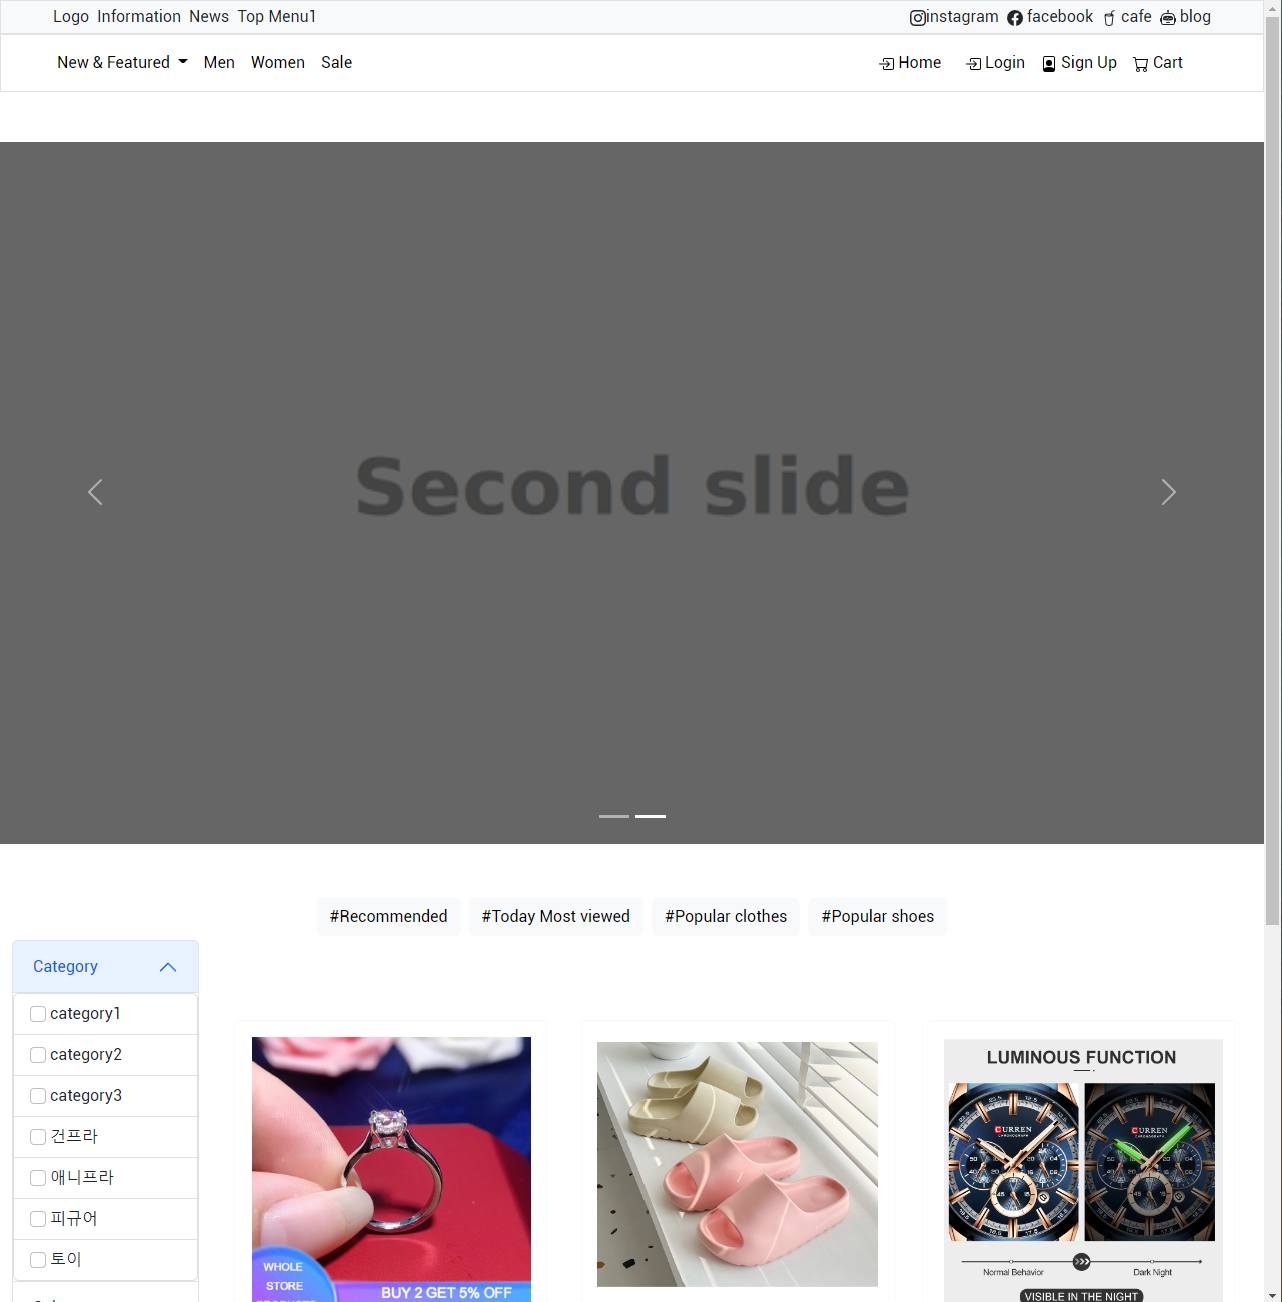 Logo Information News Top Menu1 instagram facebook cafe blog
New & Featured Men Women Sale Home Login Sign Up Cart
Second slide
#Recommended #Today Most viewed #Popular clothes #Popular shoes
Category
category1
category2
category3
건프라
애니프라
피규어
토이
WHOLE
STORE
BUY 2 GET 5% OFF
LUMINOUS FUNCTION
CURREN
CHRONOGRAPH
CURREN
CHRONOGRAPH
Normal Behavior Dark Night
VISIBLE IN THE NIGHT